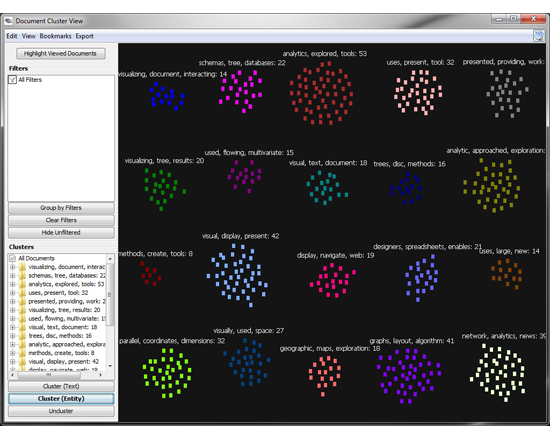 Document Cluster View
Edit View Bookmarks Export
Highlight Viewed Documents
Filters
All Filters
Group by Filters
Clear Filters
Hide Unfiltered
Clusters
All Documents
visualizing, document, interac
schemas, tree, databases: 22
analytics, explored, tools: 53
uses, present, tool: 32
presented, providing, work: 2
visualizing, tree, results: 20
used, flowing, multivariate: 15
visual, text, document: 18
trees, disc, methods: 16
analytic, approached, explora
methods, create, tools: 8
visual, display, present: 42
display, navigate, web: 19
Cluster (Text)
Cluster (Entity)
Uncluster
analytics, explored, tools: 53
schemas, tree, databases: 22
uses, present, tool: 32
presented, providing, work:
visualizing, document, interacting: 14
used, flowing, multivariate: 15
analytic, approached, exploration:
visualizing, tree, results: 20
visual, text, document: 18
trees, disc, methods: 16
visual, display, present: 42
designers, spreadsheets, enables: 21
methods, create, tools: 8
display, navigate, web: 19
uses, large, new: 14
visually, used, space: 27
parallel, coordinates, dimensions: 32
geographic, maps, exploration: 18
graphs, layout, algorithm: 41
network, analytics, news: 39